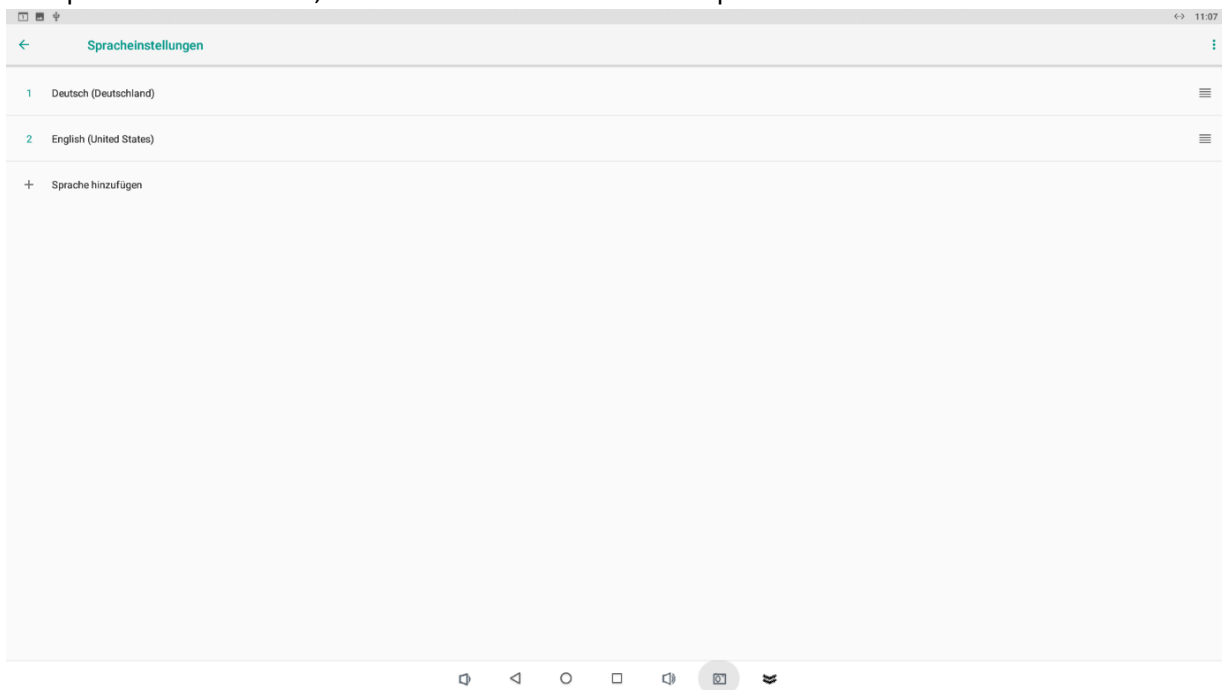 11:07
Spracheinstellungen
1 Deutsch (Deutschland)
2 English (United States)
+ Sprache hinzufügen